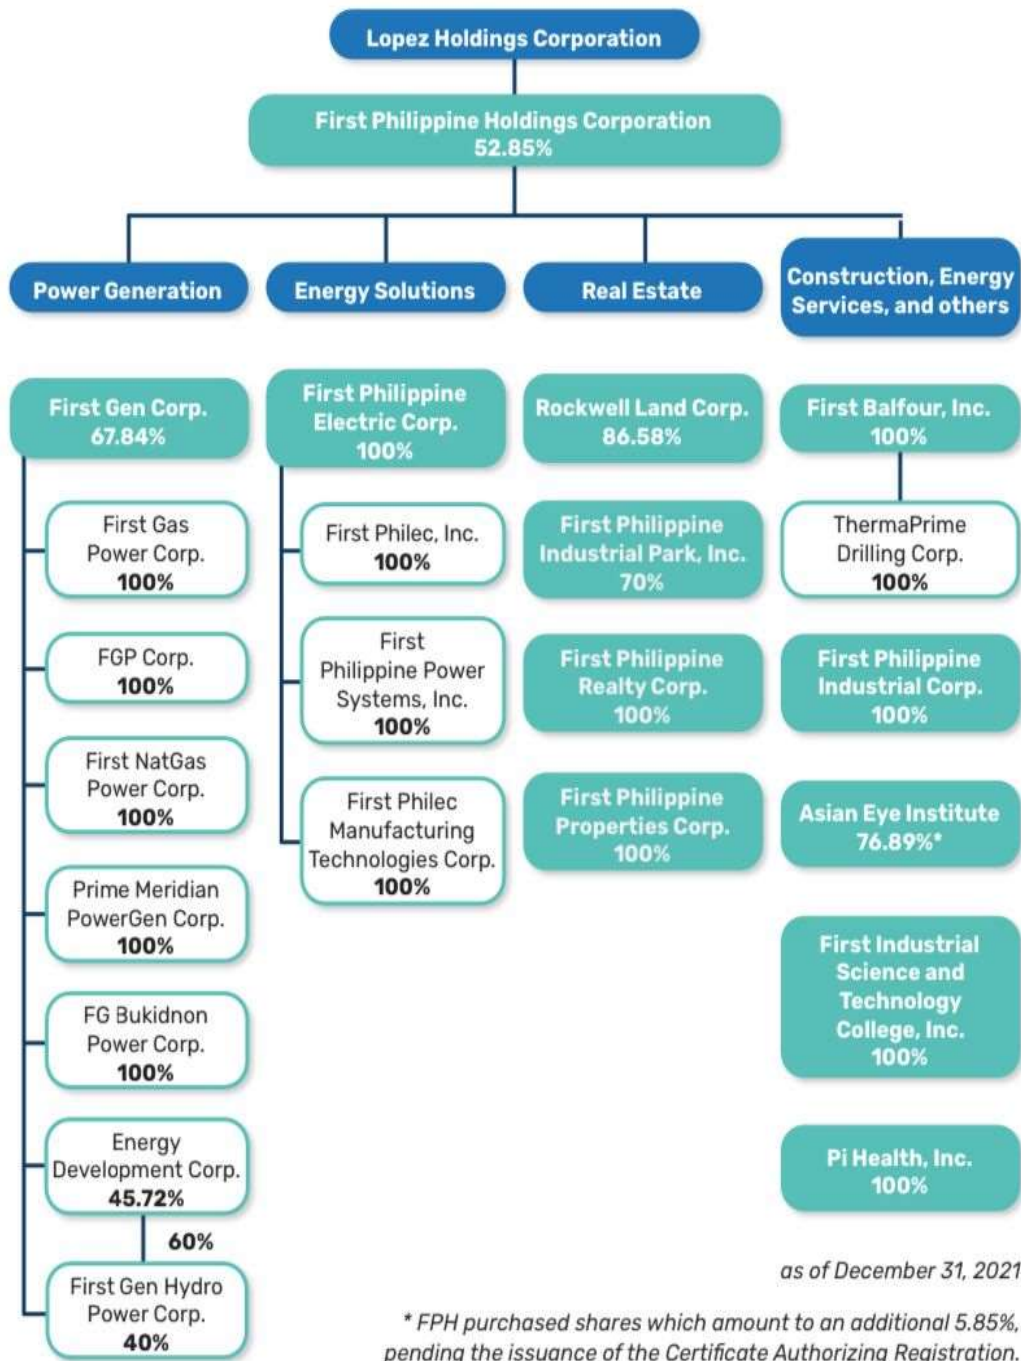 Lopez Holdings Corporation
First Philippine Holdings Corporation
52.85%
Power Generation
Energy Solutions
Real Estate
Construction, Energy
Services, and others
First Gen Corp.
67.84%
First Gas
Power Corp.
100%
FGP Corp.
100%
First NatGas
Power Corp.
100%
Prime Meridian
PowerGen Corp.
100%
FG Bukidnon
Power Corp.
100%
Energy
Development Corp.
45.72%
60%
First Gen Hydro
Power Corp.
40%
First Philippine
Electric Corp.
100%
First Philec, Inc.
100%
First
Philippine Power
Systems, Inc.
100%
First Philec
Manufacturing
Technologies Corp.
100%
Rockwell Land Corp.
86.58%
First Philippine
Industrial Park, Inc.
70%
First Philippine
Realty Corp.
100%
First Philippine
Properties Corp.
100%
First Balfour, Inc.
100%
ThermaPrime
Drilling Corp.
100%
First Philippine
Industrial Corp.
100%
Asian Eye Institute
76.89%*
First Industrial
Science and
Technology
College, Inc.
100%
Pi Health, Inc.
100%
as of December 31, 2021
* FPH purchased shares which amount to an additional 5.85%,
pending the issuance of the Certificate Authorizing Registration.